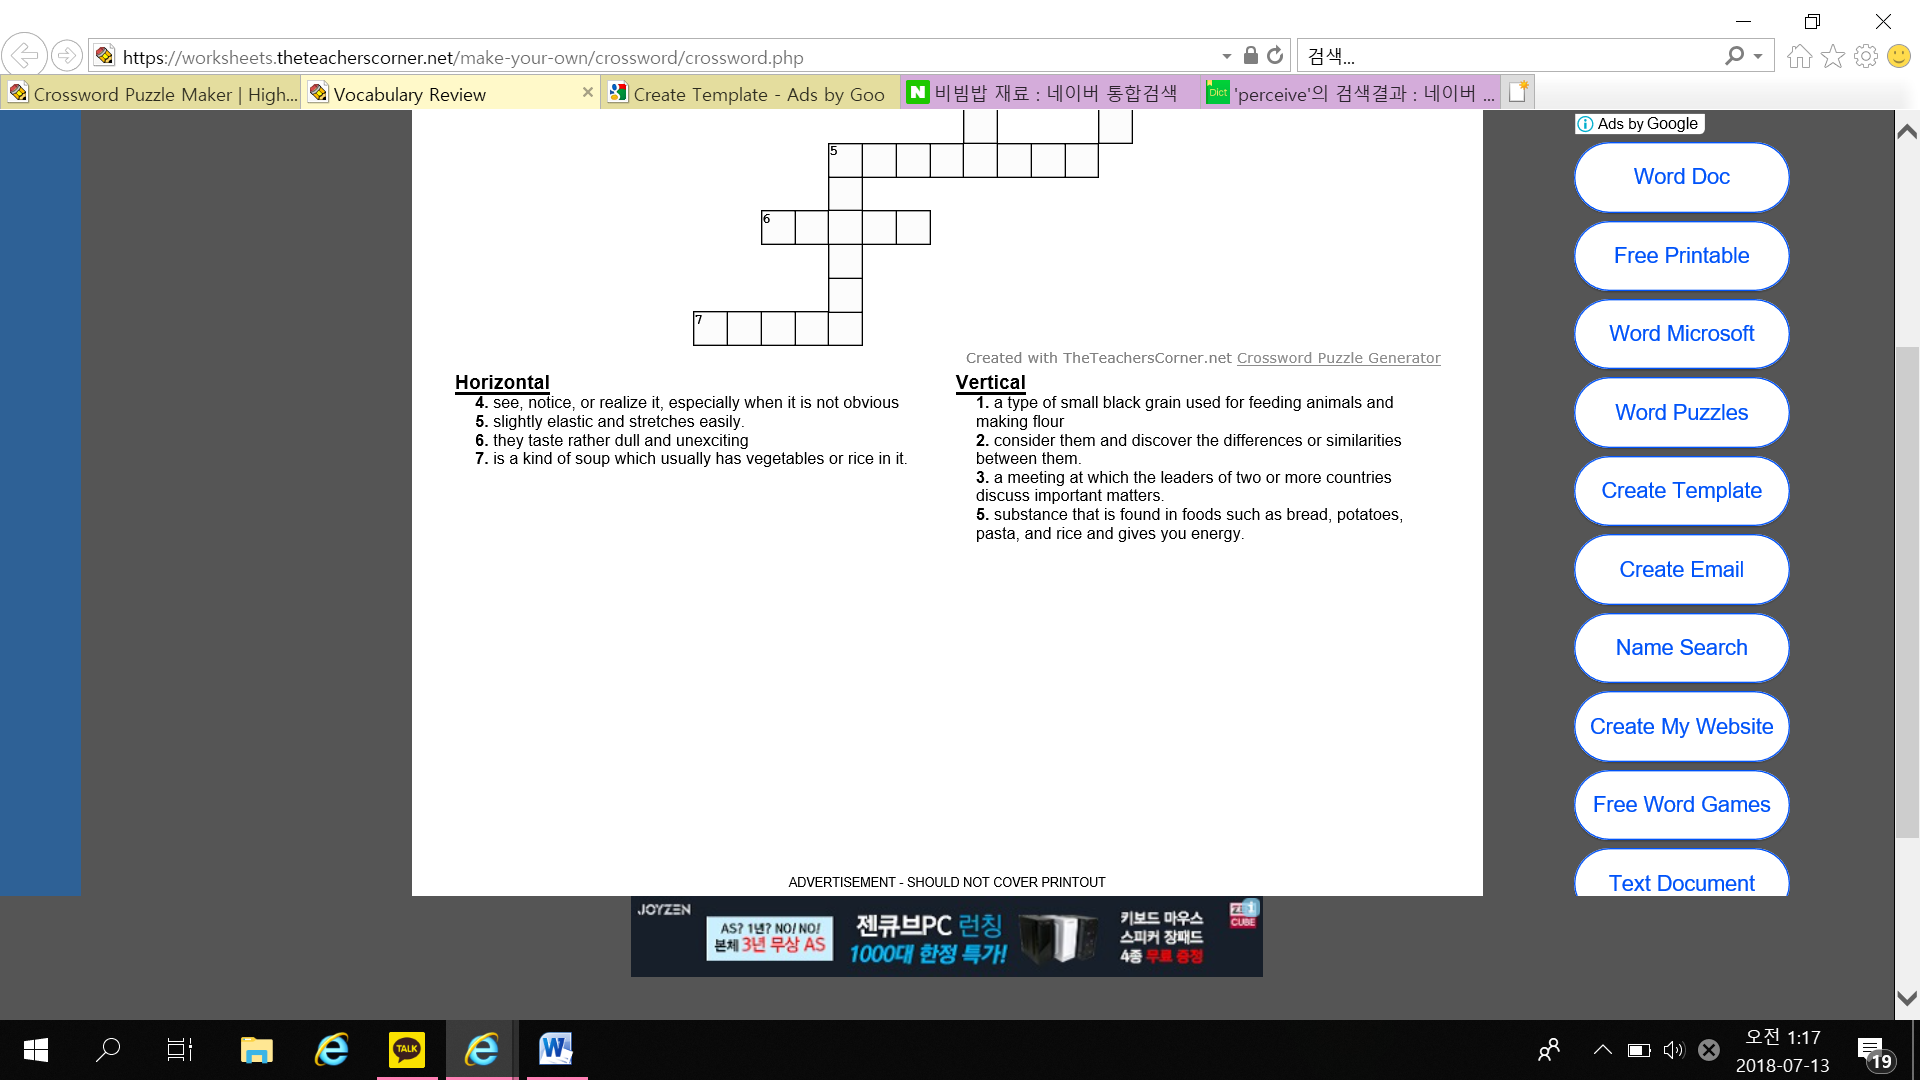 https://worksheets.theteacherscorner.net/make-your-own/crossword/crossword.php
검색...
Crossword Puzzle Maker | High...
Vocabulary Review
Create Template - Ads by Goo
비빔밥 재료 : 네이버 통합검색
Dict
'perceive'의 검색결과 : 네이버 ...
5
6
7
Created with TheTeachersCorner.net Crossword Puzzle Generator
Horizontal
4. see, notice, or realize it, especially when it is not obvious
5. slightly elastic and stretches easily.
6. they taste rather dull and unexciting
7. is a kind of soup which usually has vegetables or rice in it.
Vertical
1. a type of small black grain used for feeding animals and
making flour
2. consider them and discover the differences or similarities
between them.
3. a meeting at which the leaders of two or more countries
discuss important matters.
5. substance that is found in foods such as bread, potatoes,
pasta, and rice and gives you energy.
Ads by Google
Word Doc
Free Printable
Word Microsoft
Word Puzzles
Create Template
Create Email
Name Search
Create My Website
Free Word Games
Text Document
ADVERTISEMENT - SHOULD NOT COVER PRINTOUT
JOYZEN
AS? 1년? NO! NO!
본체 3년 무상 AS
젠큐브PC 런칭
1000대 한정 특가!
키보드 마우스
스피커 장패드
4종 무료 증정
CUBE
TALK
오전 1:17
2018-07-13
19